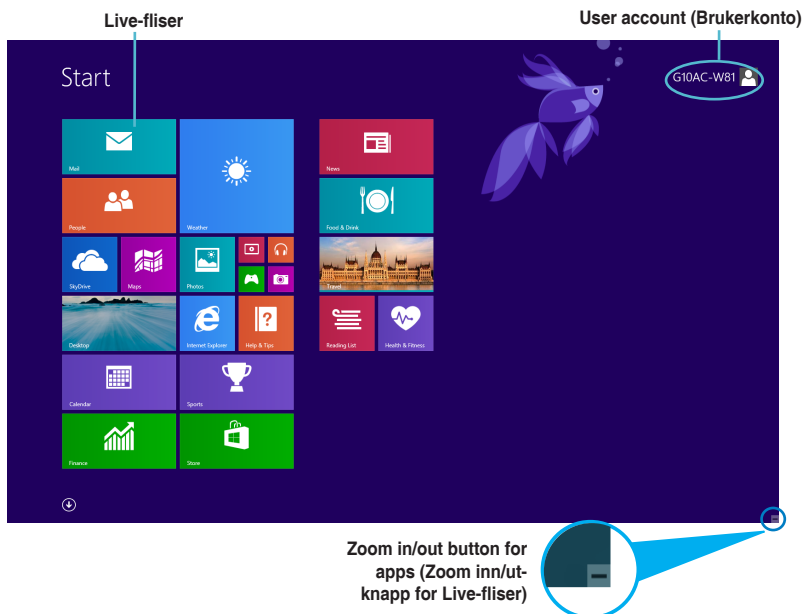 Live-fliser
User account (Brukerkonto)
Start
G10AC-W81
Mail
People
Weather
SkyDrive
Maps
Photos
Desktop
Internet Explorer
Help & Tips
Calendar
Sports
Finance
Store
News
Food & Drink
Travel
Reading List
Health & Fitness
Zoom in/out button for
apps (Zoom inn/ut-
knapp for Live-fliser)